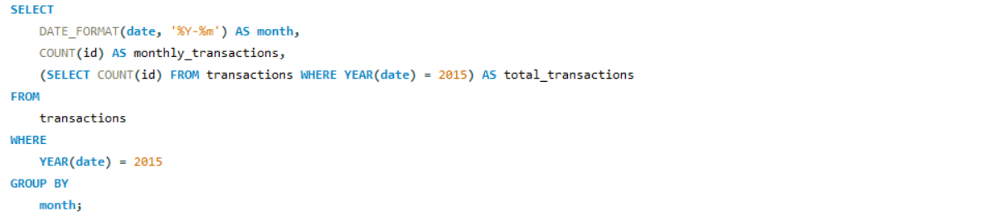 SELECT
    DATE_FORMAT(date, '%Y-%m') AS month,
    COUNT(id) AS monthly_transactions,
    (SELECT COUNT(id) FROM transactions WHERE YEAR(date) = 2015) AS total_transactions
FROM
    transactions
WHERE
    YEAR(date) = 2015
GROUP BY
    month;